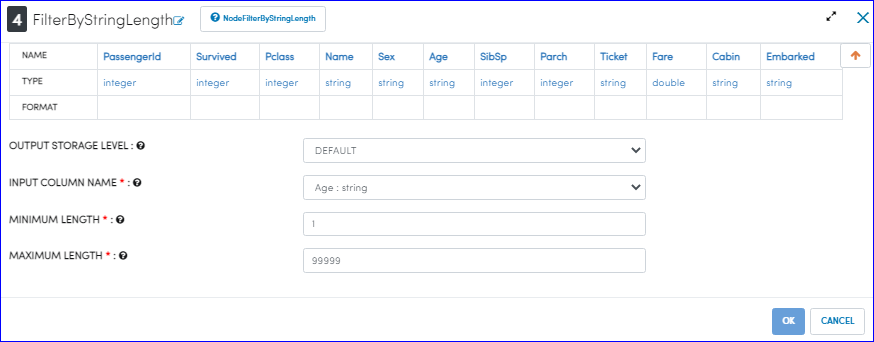 4 FilterByStringLength NodeFilterByStringLength
NAME PassengerId Survived Pclass Name Sex Age SibSp Parch Ticket Fare Cabin Embarked
TYPE integer integer integer string string string integer integer string double string string
FORMAT
OUTPUT STORAGE LEVEL : DEFAULT
INPUT COLUMN NAME * : Age : string
MINIMUM LENGTH * : 1
MAXIMUM LENGTH * : 99999
OK CANCEL